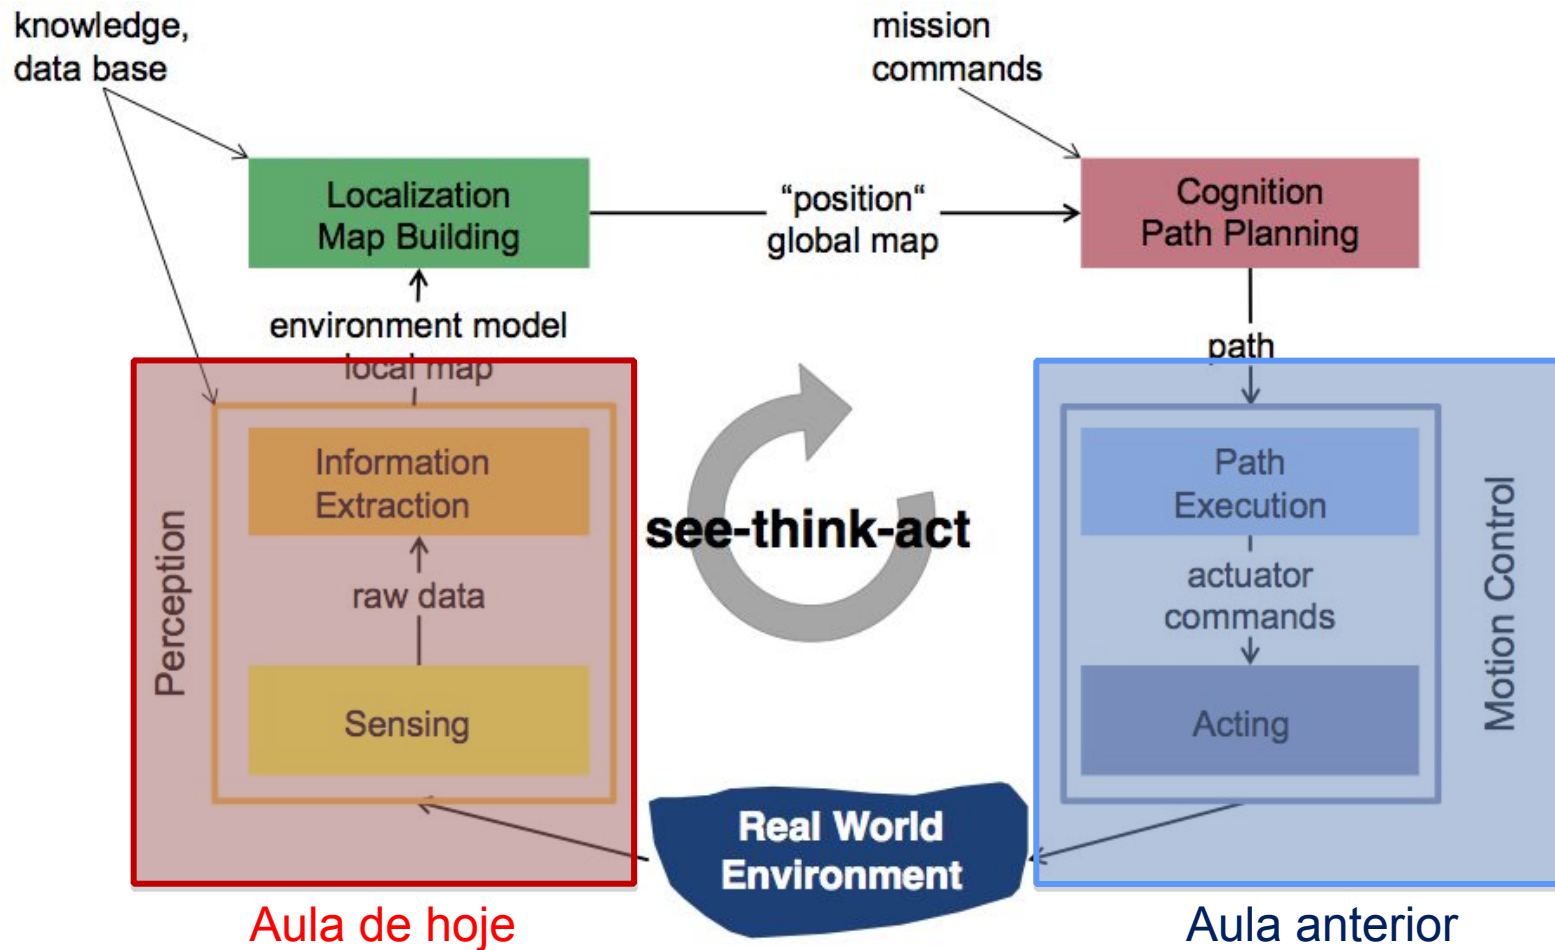 knowledge,
data base
mission
commands
Localization
Map Building
“position“
global map
Cognition
Path Planning
environment model
local map
path
Perception
Information
Extraction
raw data
Sensing
see-think-act
Path
Execution
actuator
commands
Acting
Motion Control
Real World
Environment
Aula de hoje
Aula anterior